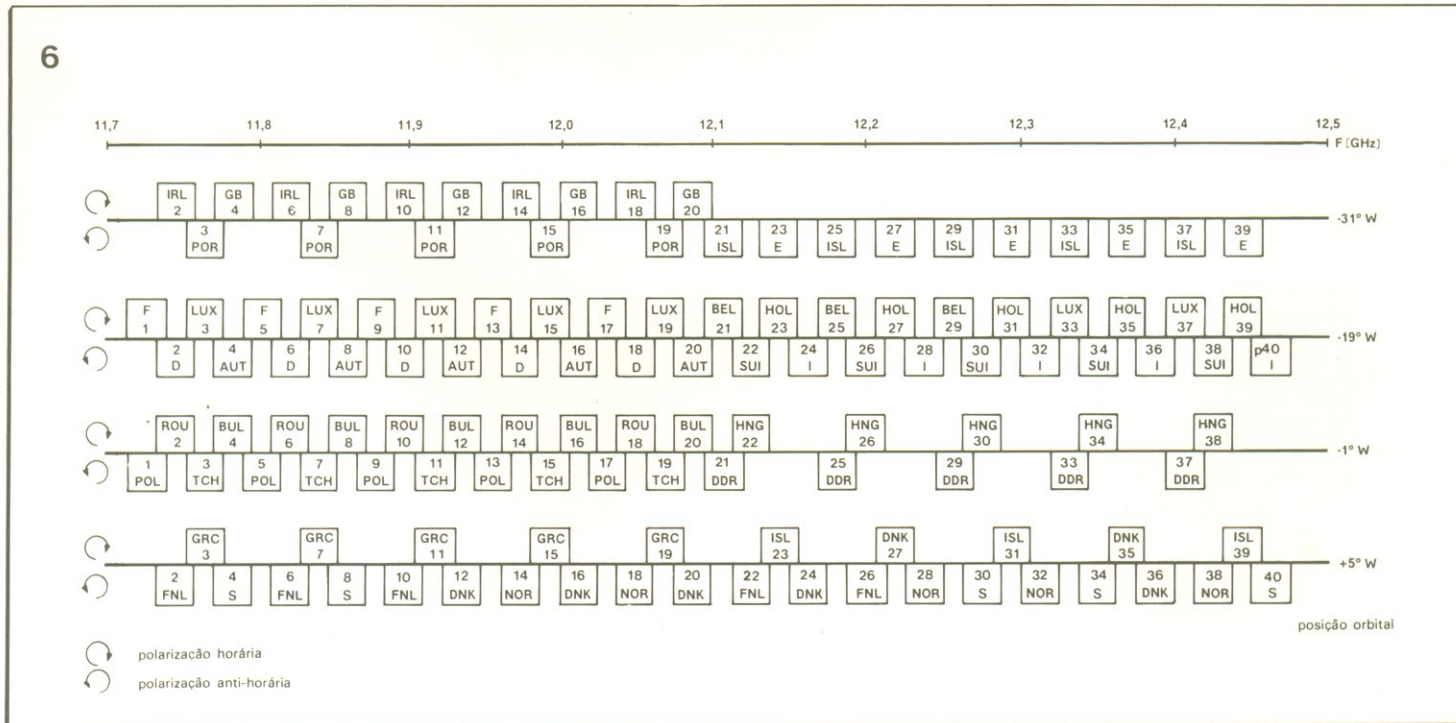 6
11,7 11,8 11,9 12,0 12,1 12,2 12,3 12,4 12,5
F [GHz]
IRL GB IRL GB IRL GB IRL GB IRL GB
2 4 6 8 10 12 14 16 18 20
-31° W
3 7 11 15 19 21 23 25 27 29 31 33 35 37 39
POR POR POR POR POR ISL E ISL E ISL E ISL E ISL E
F LUX F LUX F LUX F LUX F LUX BEL HOL BEL HOL BEL HOL LUX HOL LUX HOL
1 3 5 7 9 11 13 15 17 19 21 23 25 27 29 31 33 35 37 39
-19° W
2 4 6 8 10 12 14 16 18 20 22 24 26 28 30 32 34 36 38 p40
D AUT D AUT D AUT D AUT D AUT SUI I SUI I SUI I SUI I SUI I
ROU BUL ROU BUL ROU BUL ROU BUL ROU BUL HNG HNG HNG HNG HNG
2 4 6 8 10 12 14 16 18 20 22 26 30 34 38
-1° W
1 3 5 7 9 11 13 15 17 19 21 25 29 33 37
POL TCH POL TCH POL TCH POL TCH POL TCH DDR DDR DDR DDR DDR
GRC GRC GRC GRC GRC ISL DNK ISL DNK ISL
3 7 11 15 19 23 27 31 35 39
+5° W
2 4 6 8 10 12 14 16 18 20 22 24 26 28 30 32 34 36 38 40
FNL S FNL S FNL DNK NOR DNK NOR DNK FNL DNK FNL NOR S NOR S DNK NOR S
posição orbital
polarização horária
polarização anti-horária